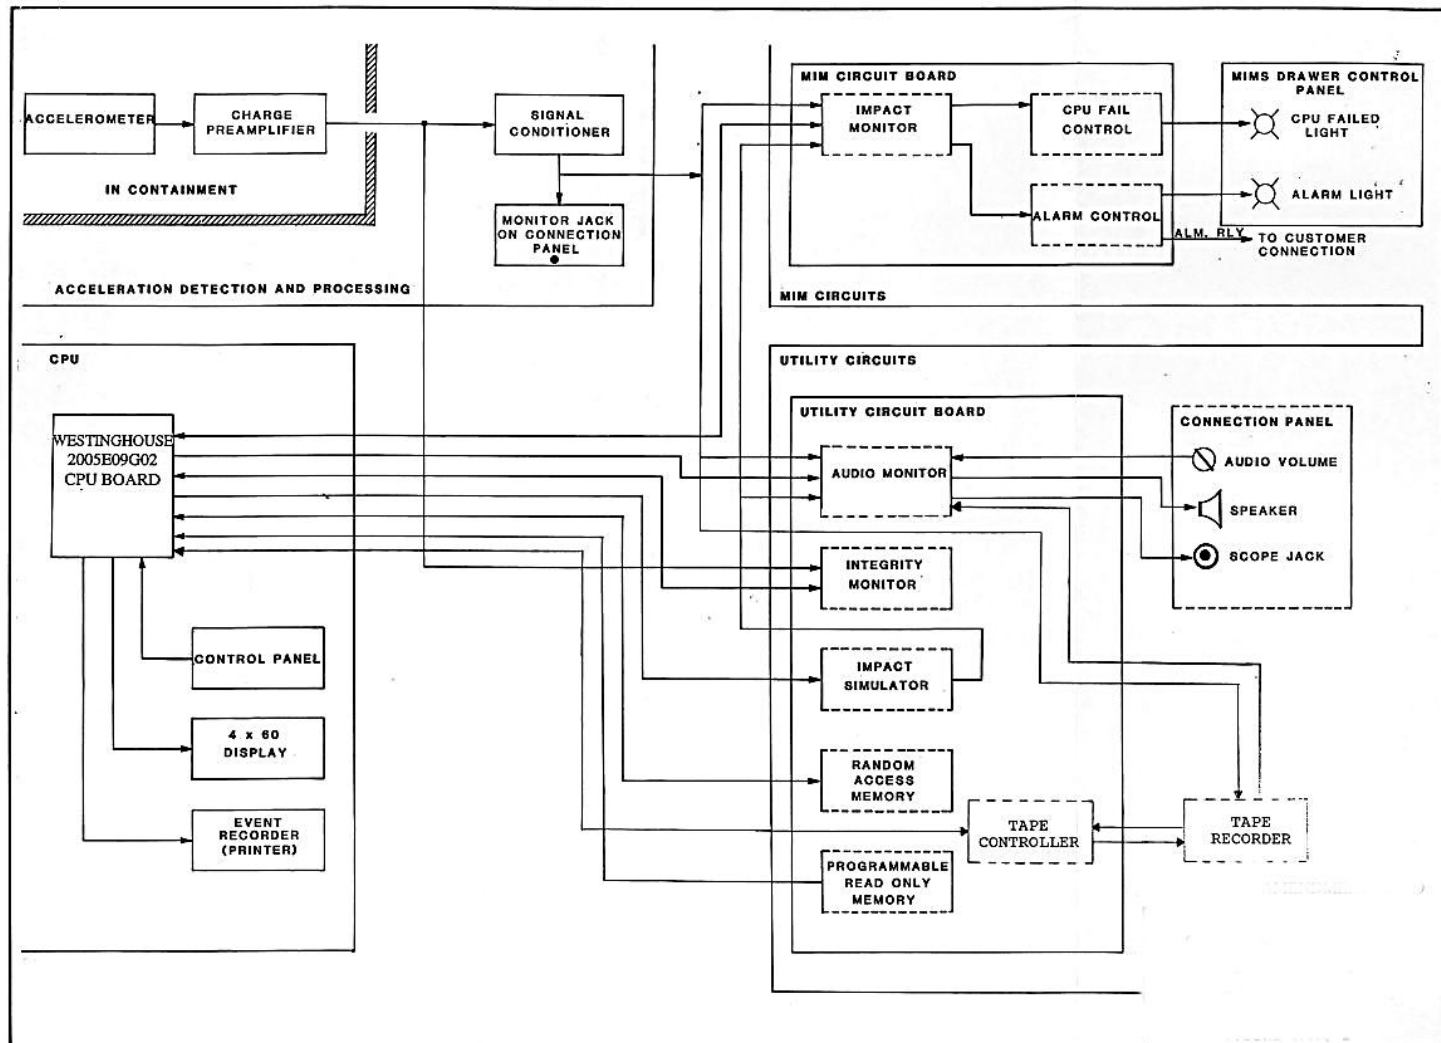 ACCELEROMETER
CHARGE
PREAMPLIFIER
IN CONTAINMENT
SIGNAL
CONDITIONER
MONITOR JACK
ON CONNECTION
PANEL
ACCELERATION DETECTION AND PROCESSING
MIM CIRCUIT BOARD
IMPACT
MONITOR
CPU FAIL
CONTROL
ALARM CONTROL
MIMS DRAWER CONTROL
PANEL
CPU FAILED
LIGHT
ALARM LIGHT
ALM. RLY
TO CUSTOMER
CONNECTION
MIM CIRCUITS
CPU
WESTINGHOUSE
2005E09G02
CPU BOARD
CONTROL PANEL
4 x 60
DISPLAY
EVENT
RECORDER
(PRINTER)
UTILITY CIRCUITS
UTILITY CIRCUIT BOARD
AUDIO MONITOR
INTEGRITY
MONITOR
IMPACT
SIMULATOR
RANDOM
ACCESS
MEMORY
TAPE
CONTROLLER
PROGRAMMABLE
READ ONLY
MEMORY
CONNECTION PANEL
AUDIO VOLUME
SPEAKER
SCOPE JACK
TAPE
RECORDER